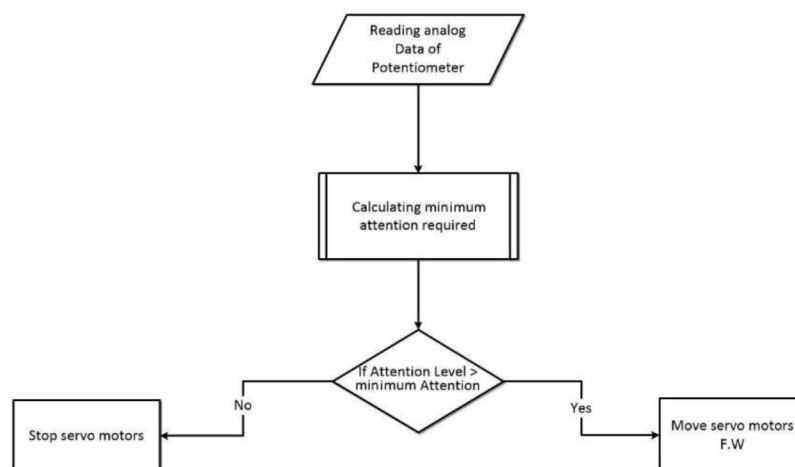 Reading analog
Data of
Potentiometer
Calculating minimum
attention required
If Attention Level >
minimum Attention
No
Yes
Stop servo motors
Move servo motors
F.W